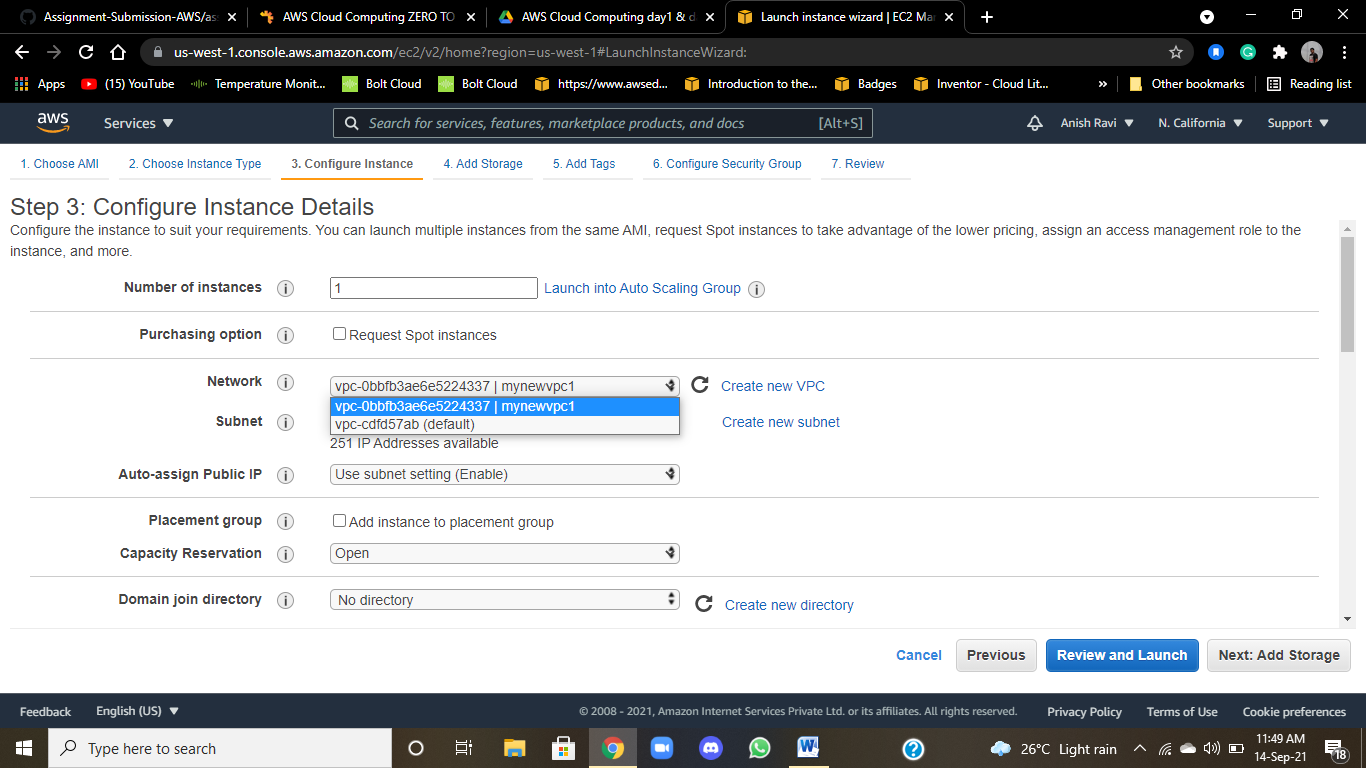 Assignment-Submission-AWS/as
AWS Cloud Computing ZERO TO
AWS Cloud Computing day1 & d
Launch instance wizard | EC2 Ma
us-west-1.console.aws.amazon.com/ec2/v2/home?region=us-west-1#LaunchInstanceWizard:
Apps
(15) YouTube
Temperature Monit...
Bolt Cloud
Bolt Cloud
https://www.awsed...
Introduction to the...
Badges
Inventor - Cloud Lit...
»
Other bookmarks
Reading list
aws
Services
Search for services, features, marketplace products, and docs
[Alt+S]
Anish Ravi
N. California
Support
1. Choose AMI
2. Choose Instance Type
3. Configure Instance
4. Add Storage
5. Add Tags
6. Configure Security Group
7. Review
Step 3: Configure Instance Details
Configure the instance to suit your requirements. You can launch multiple instances from the same AMI, request Spot instances to take advantage of the lower pricing, assign an access management role to the
instance, and more.
Number of instances
1
Launch into Auto Scaling Group
Purchasing option
Request Spot instances
Network
vpc-0bbfb3ae6e5224337 | mynewvpc1
Create new VPC
vpc-0bbfb3ae6e5224337 | mynewvpc1
Subnet
vpc-cdfd57ab (default)
Create new subnet
251 IP Addresses available
Auto-assign Public IP
Use subnet setting (Enable)
Placement group
Add instance to placement group
Capacity Reservation
Open
Domain join directory
No directory
Create new directory
Cancel
Previous
Review and Launch
Next: Add Storage
Feedback
English (US)
© 2008 - 2021, Amazon Internet Services Private Ltd. or its affiliates. All rights reserved.
Privacy Policy
Terms of Use
Cookie preferences
Type here to search
26°C Light rain
11:49 AM
14-Sep-21
18